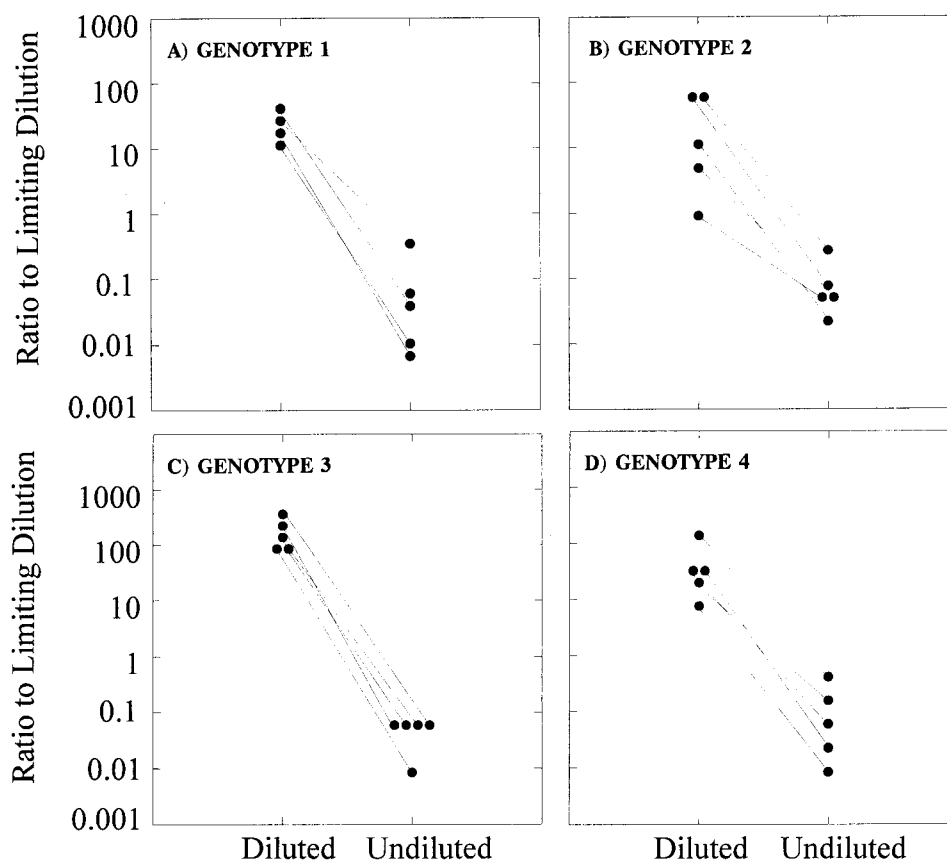 A) GENOTYPE 1
B) GENOTYPE 2
Ratio to Limiting Dilution
1000
100
10
1
0.1
0.01
0.001
C) GENOTYPE 3
D) GENOTYPE 4
Ratio to Limiting Dilution
1000
100
10
1
0.1
0.01
0.001
Diluted Undiluted
Diluted Undiluted